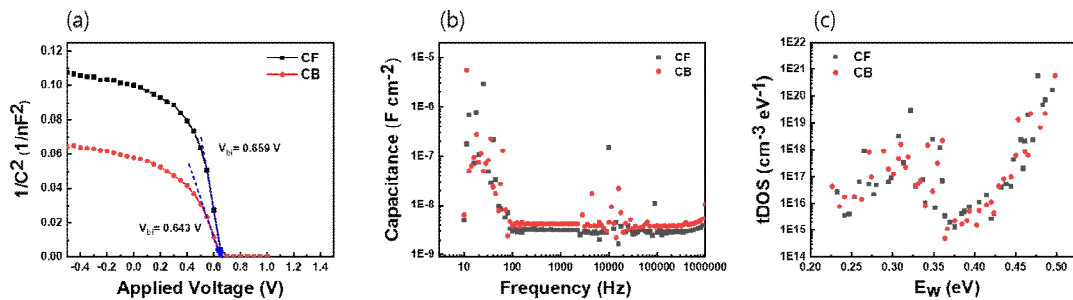 (a)
1/C^2 (1/nF2)
0.12
0.10
0.08
0.06
0.04
0.02
0.00
CF
CB
Vbi= 0.659 V
Vbi= 0.643 V
-0.4 -0.2 0.0 0.2 0.4 0.6 0.8 1.0 1.2 1.4
Applied Voltage (V)
(b)
Capacitance (F cm-2)
1E-5
1E-6
1E-7
1E-8
1E-9
CF
CB
10 100 1000 10000 100000 1000000
Frequency (Hz)
(c)
tDOS (cm-3 eV-1)
1E22
1E21
1E20
1E19
1E18
1E17
1E16
1E15
1E14
CF
CB
0.20 0.25 0.30 0.35 0.40 0.45 0.50
EW (eV)